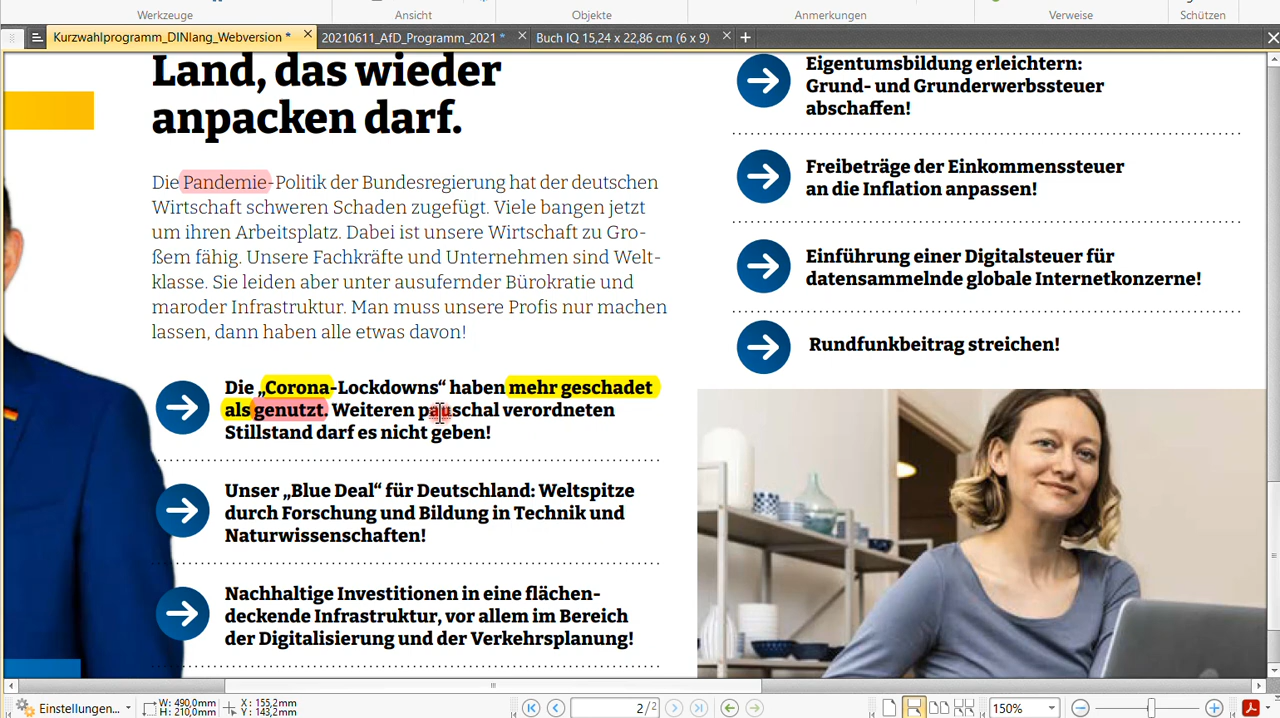 Werkzeuge Ansicht Objekte Anmerkungen Verweise Schützen
Kurzwahlprogramm_DINlang_Webversion * 20210611_AfD_Programm_2021 * Buch IQ 15,24 x 22,86 cm (6 x 9)
Land, das wieder
anpacken darf.
Die Pandemie-Politik der Bundesregierung hat der deutschen
Wirtschaft schweren Schaden zugefügt. Viele bangen jetzt
um ihren Arbeitsplatz. Dabei ist unsere Wirtschaft zu Gro-
ßem fähig. Unsere Fachkräfte und Unternehmen sind Welt-
klasse. Sie leiden aber unter ausufernder Bürokratie und
maroder Infrastruktur. Man muss unsere Profis nur machen
lassen, dann haben alle etwas davon!
Die „Corona-Lockdowns“ haben mehr geschadet
als genutzt. Weiteren pauschal verordneten
Stillstand darf es nicht geben!
Unser „Blue Deal“ für Deutschland: Weltspitze
durch Forschung und Bildung in Technik und
Naturwissenschaften!
Nachhaltige Investitionen in eine flächen-
deckende Infrastruktur, vor allem im Bereich
der Digitalisierung und der Verkehrsplanung!
Eigentumsbildung erleichtern:
Grund- und Grunderwerbssteuer
abschaffen!
Freibeträge der Einkommenssteuer
an die Inflation anpassen!
Einführung einer Digitalsteuer für
datensammelnde globale Internetkonzerne!
Rundfunkbeitrag streichen!
Einstellungen... W: 490,0mm X: 155,2mm 2/2 150%
H: 210,0mm Y: 143,2mm